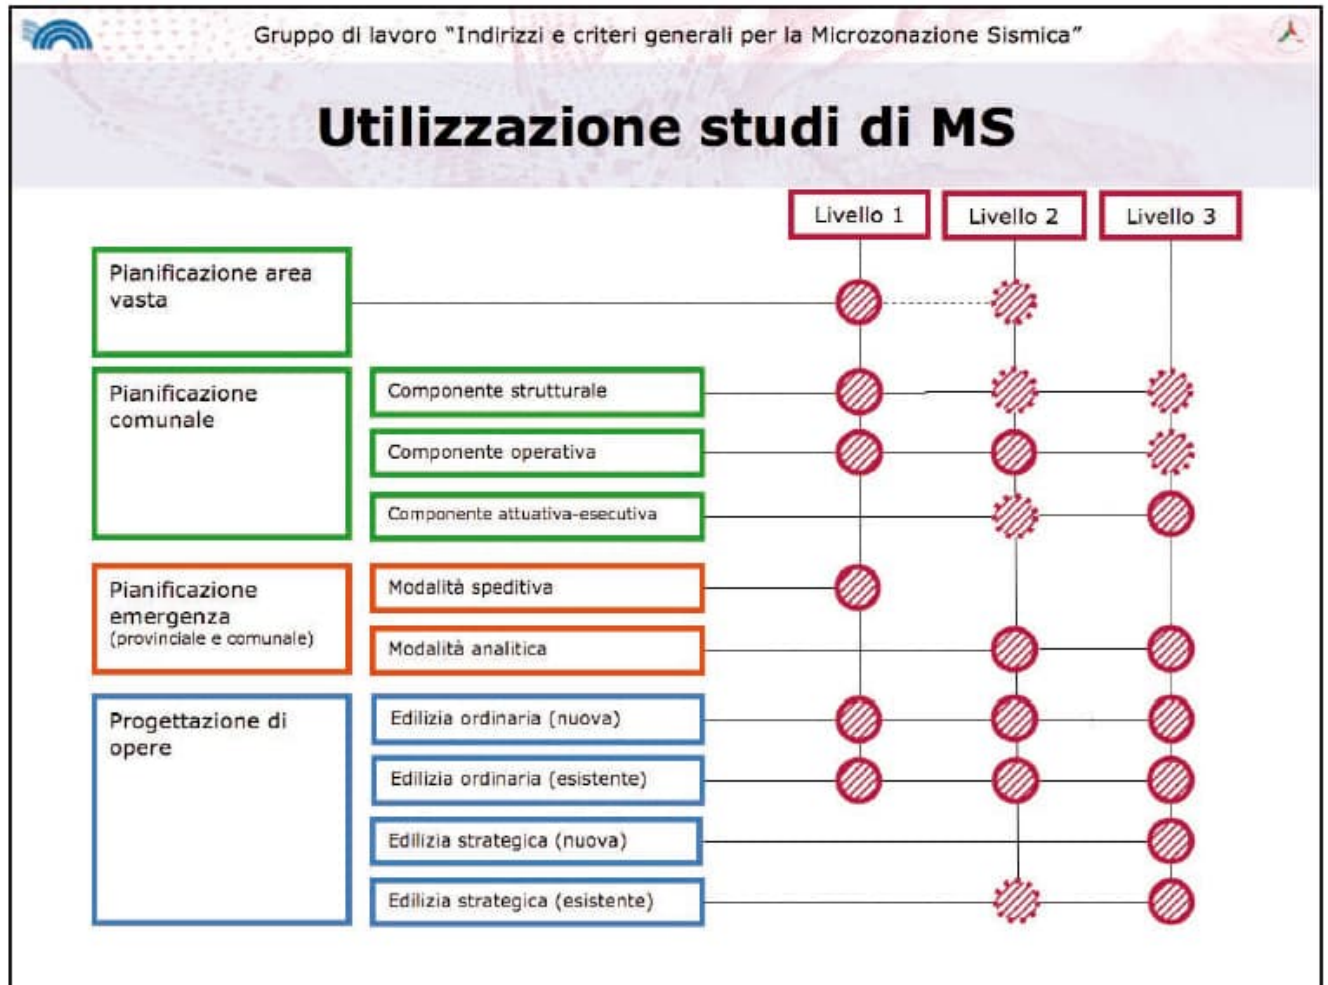 Gruppo di lavoro “Indirizzi e criteri generali per la Microzonazione Sismica”
Utilizzazione studi di MS
Livello 1
Livello 2
Livello 3
Pianificazione area
vasta
Pianificazione
comunale
Componente strutturale
Componente operativa
Componente attuativa-esecutiva
Pianificazione
emergenza
(provinciale e comunale)
Modalità speditiva
Modalità analitica
Progettazione di
opere
Edilizia ordinaria (nuova)
Edilizia ordinaria (esistente)
Edilizia strategica (nuova)
Edilizia strategica (esistente)